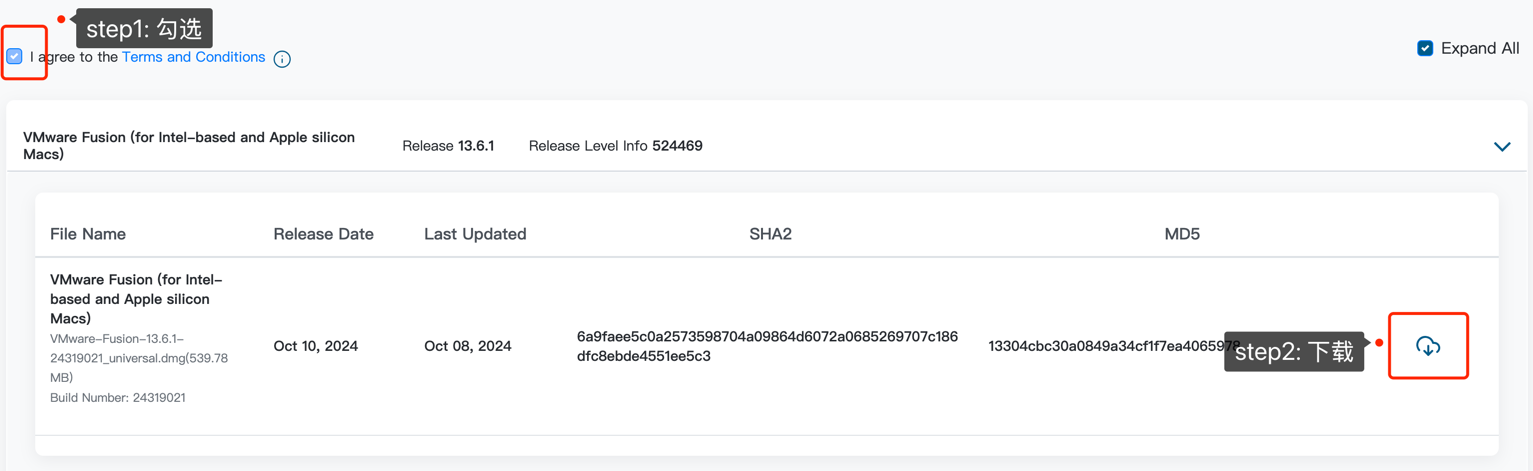 step1: 勾选
I agree to the Terms and Conditions
Expand All
VMware Fusion (for Intel-based and Apple silicon
Macs)
Release 13.6.1
Release Level Info 524469
File Name
Release Date
Last Updated
SHA2
MD5
VMware Fusion (for Intel-
based and Apple silicon
Macs)
VMware-Fusion-13.6.1-
24319021_universal.dmg(539.78
MB)
Build Number: 24319021
Oct 10, 2024
Oct 08, 2024
6a9faee5c0a2573598704a09864d6072a0685269707c186
dfc8ebde4551ee5c3
13304cbc30a0849a34cf1f7ea4065978
step2: 下载